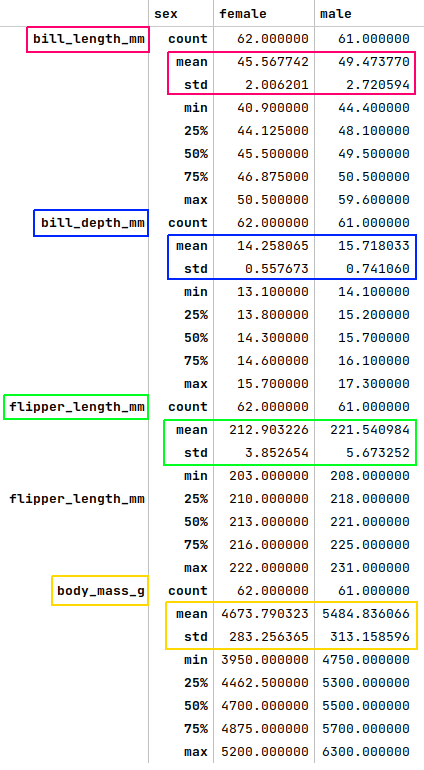 sex female male
bill_length_mm count 62.000000 61.000000
mean 45.567742 49.473770
std 2.006201 2.720594
min 40.900000 44.400000
25% 44.125000 48.100000
50% 45.500000 49.500000
75% 46.875000 50.500000
max 50.500000 59.600000
bill_depth_mm count 62.000000 61.000000
mean 14.258065 15.718033
std 0.557673 0.741060
min 13.100000 14.100000
25% 13.800000 15.200000
50% 14.300000 15.700000
75% 14.600000 16.100000
max 15.700000 17.300000
flipper_length_mm count 62.000000 61.000000
mean 212.903226 221.540984
std 3.852654 5.673252
min 203.000000 208.000000
flipper_length_mm 25% 210.000000 218.000000
50% 213.000000 221.000000
75% 216.000000 225.000000
max 222.000000 231.000000
body_mass_g count 62.000000 61.000000
mean 4673.790323 5484.836066
std 283.256365 313.158596
min 3950.000000 4750.000000
25% 4462.500000 5300.000000
50% 4700.000000 5500.000000
75% 4875.000000 5700.000000
max 5200.000000 6300.000000